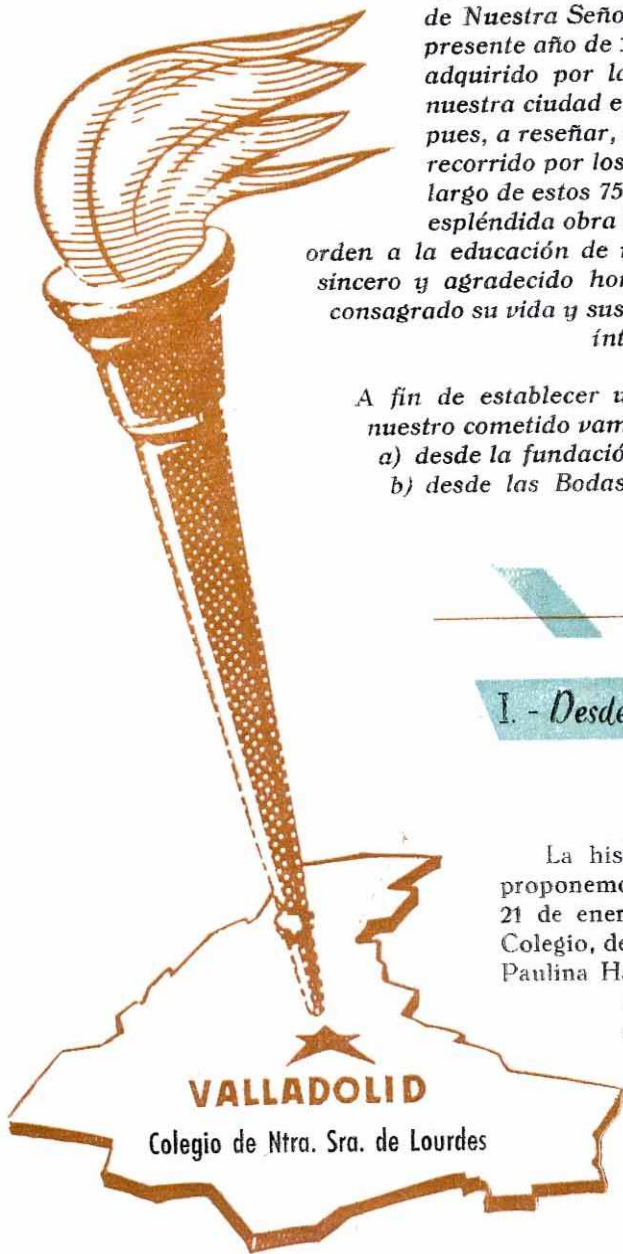 de Nuestra Seño
presente año de 1
adquirido por la
nuestra ciudad e
pues, a reseñar,
recorrido por los
largo de estos 75
espléndida obra
orden a la educación de n
sincero y agradecido hor
consagrado su vida y sus
ínt
A fin de establecer u
nuestro cometido vam
a) desde la fundació
b) desde las Bodas
I. - Desde
La his
proponemo
21 de ener
Colegio, de
Paulina Ha
VALLADOLID
Colegio de Ntra. Sra. de Lourdes